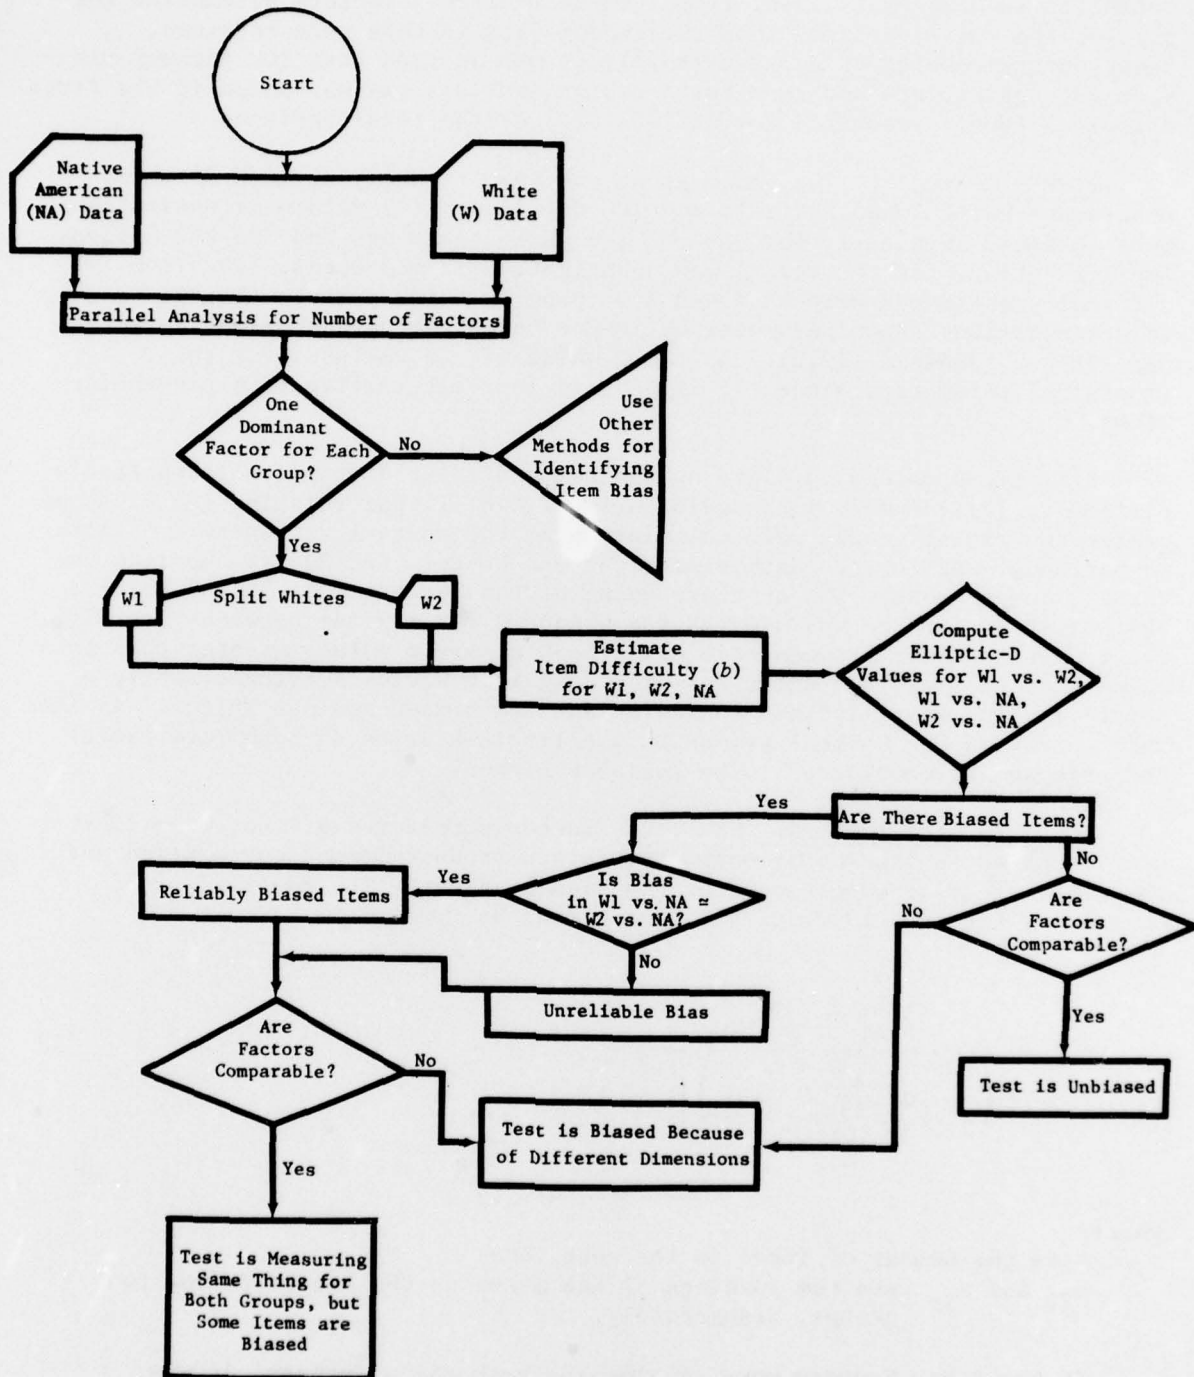 Start
Native
American
(NA) Data
White
(W) Data
Parallel Analysis for Number of Factors
One
Dominant
Factor for Each
Group?
No
Use
Other
Methods for
Identifying
Item Bias
Yes
W1
Split Whites
W2
Estimate
Item Difficulty (b)
for W1, W2, NA
Compute
Elliptic-D
Values for W1 vs. W2,
W1 vs. NA,
W2 vs. NA
Yes
Are There Biased Items?
No
Reliably Biased Items
Yes
Is Bias
in W1 vs. NA ≃
W2 vs. NA?
No
Are
Factors
Comparable?
No
Unreliable Bias
Yes
Test is Unbiased
Are
Factors
Comparable?
No
Test is Biased Because
of Different Dimensions
Yes
Test is Measuring
Same Thing for
Both Groups, but
Some Items are
Biased